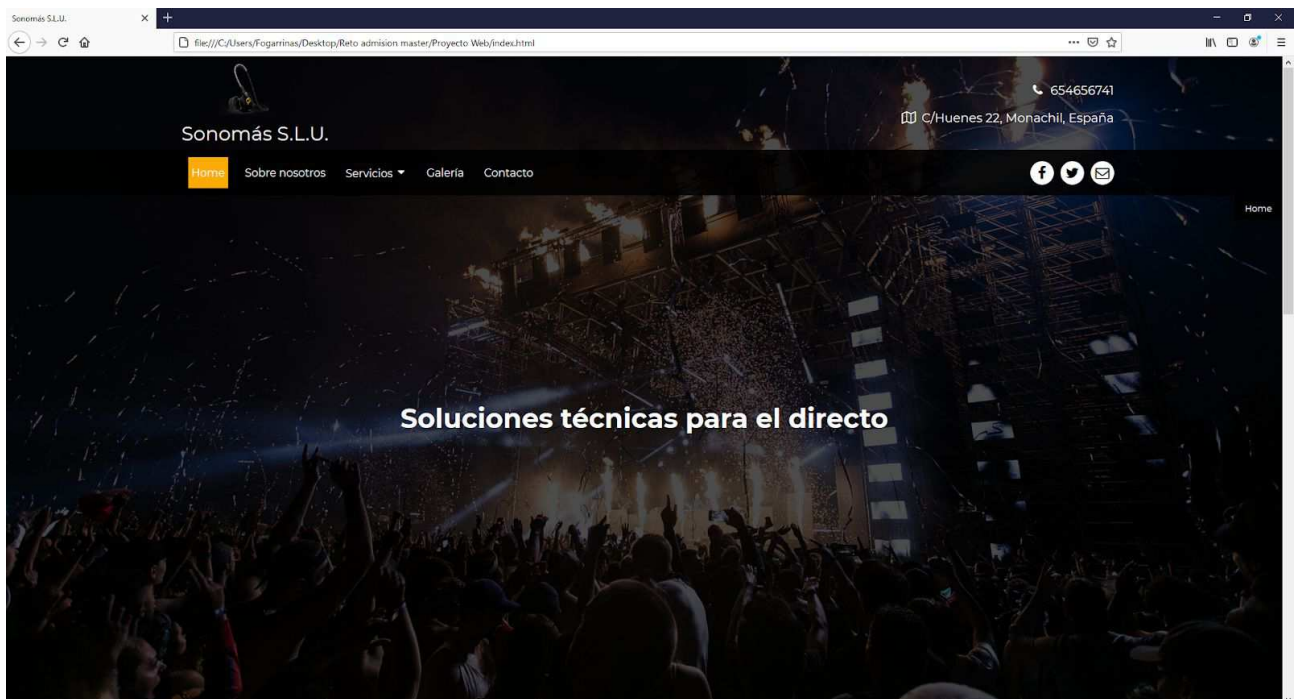 Sonomás S.L.U.
file:///C:/Users/Fogarrinas/Desktop/Reto admision master/Proyecto Web/index.html
654656741
C/Huenes 22, Monachil, España
Sonomás S.L.U.
Home Sobre nosotros Servicios Galería Contacto
Home
Soluciones técnicas para el directo